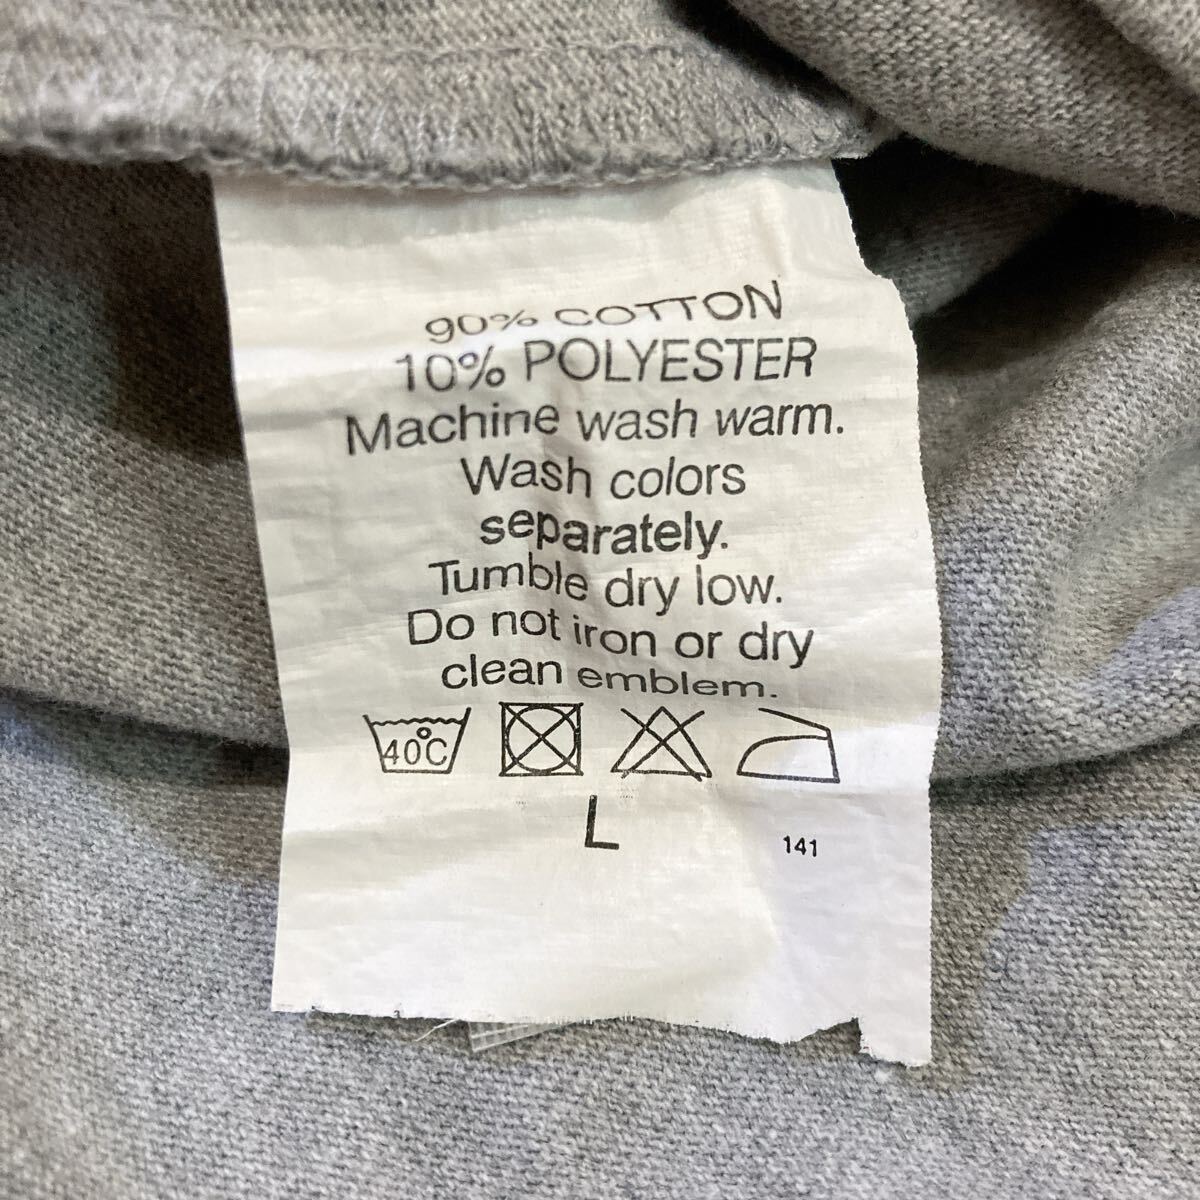 90% COTTON
10% POLYESTER
Machine wash warm.
Wash colors
separately.
Tumble dry low.
Do not iron or dry
clean emblem.
40°C
L
141